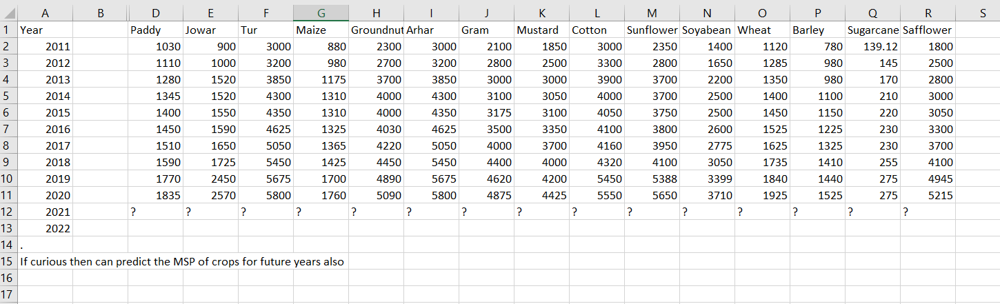 A B D E F G H I J K L M N O P Q R S
1 Year Paddy Jowar Tur Maize Groundnut Arhar Gram Mustard Cotton Sunflower Soyabean Wheat Barley Sugarcane Safflower
2 2011 1030 900 3000 880 2300 3000 2100 1850 3000 2350 1400 1120 780 139.12 1800
3 2012 1110 1000 3200 980 2700 3200 2800 2500 3300 2800 1650 1285 980 145 2500
4 2013 1280 1520 3850 1175 3700 3850 3000 3000 3900 3700 2200 1350 980 170 2800
5 2014 1345 1520 4300 1310 4000 4300 3100 3050 4000 3700 2500 1400 1100 210 3000
6 2015 1400 1550 4350 1310 4000 4350 3175 3100 4050 3750 2500 1450 1150 220 3050
7 2016 1450 1590 4625 1325 4030 4625 3500 3350 4100 3800 2600 1525 1225 230 3300
8 2017 1510 1650 5050 1365 4220 5050 4000 3700 4160 3950 2775 1625 1325 230 3700
9 2018 1590 1725 5450 1425 4450 5450 4400 4000 4320 4100 3050 1735 1410 255 4100
10 2019 1770 2450 5675 1700 4890 5675 4620 4200 5450 5388 3399 1840 1440 275 4945
11 2020 1835 2570 5800 1760 5090 5800 4875 4425 5550 5650 3710 1925 1525 275 5215
12 2021 ? ? ? ? ? ? ? ? ? ? ? ? ? ? ?
13 2022
14 .
15 If curious then can predict the MSP of crops for future years also
16
17